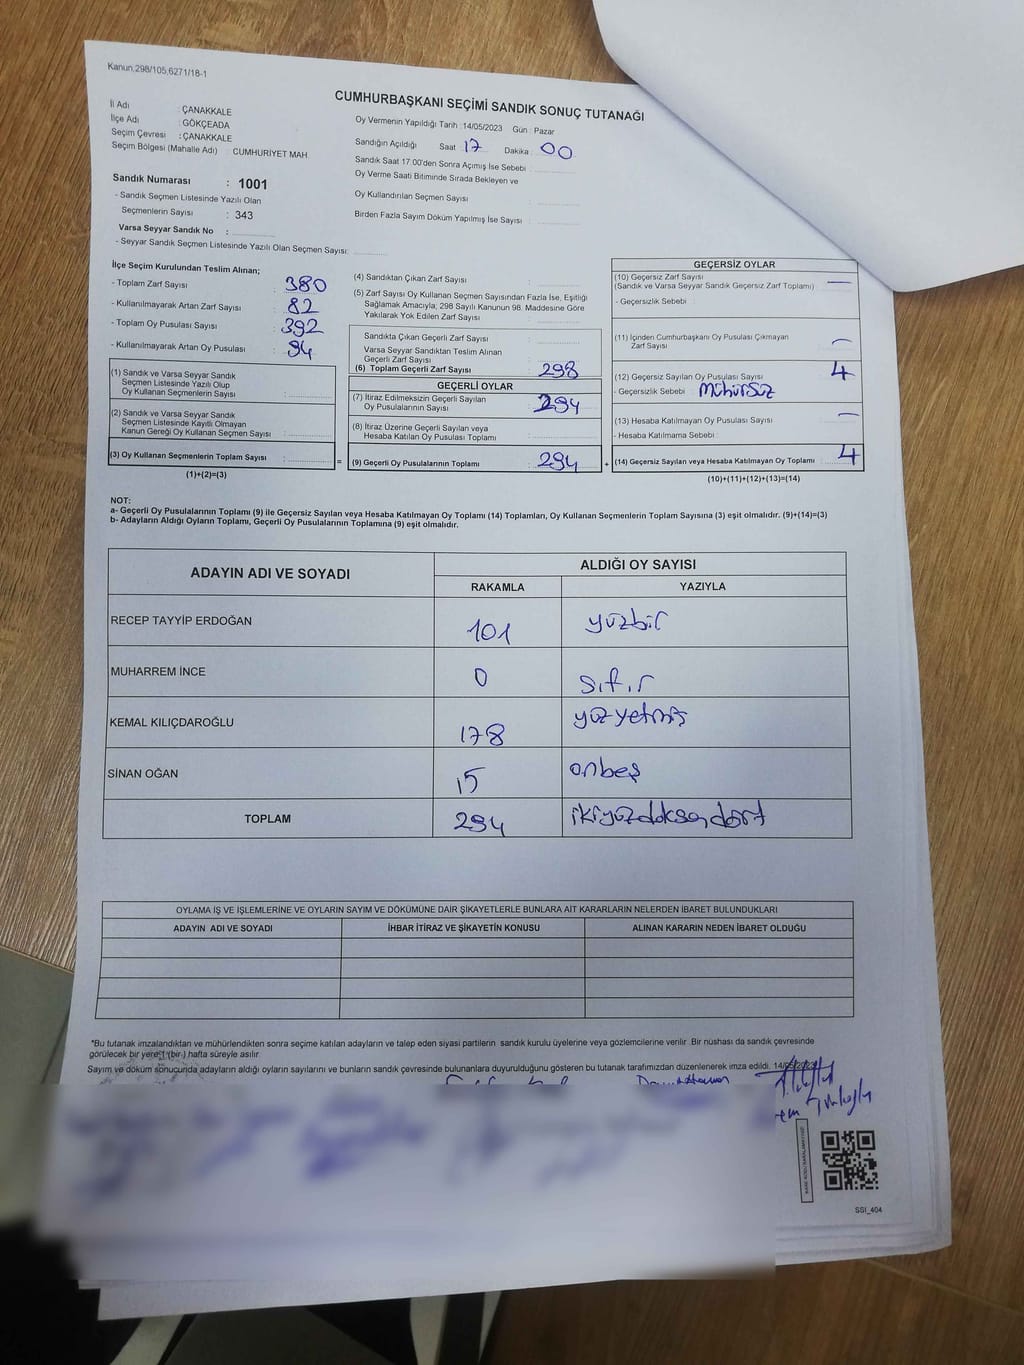 Kanun.298/105,6271/18-1
CUMHURBAŞKANI SEÇİMİ SANDIK SONUÇ TUTANAĞI
İl Adı : ÇANAKKALE
İlçe Adı : GÖKÇEADA
Seçim Çevresi : ÇANAKKALE
Seçim Bölgesi (Mahalle Adı) : CUMHURİYET MAH.
Oy Vermenin Yapıldığı Tarih :14/05/2023 Gün : Pazar
Sandığın Açıldığı Saat : 17 Dakika : 00
Sandık Saat 17.00'den Sonra Açımış İse Sebebi :
Oy Verme Saati Bitiminde Sırada Bekleyen ve
Oy Kullandırılan Seçmen Sayısı :
Birden Fazla Sayım Döküm Yapılmış İse Sayısı :
Sandık Numarası : 1001
- Sandık Seçmen Listesinde Yazılı Olan
Seçmenlerin Sayısı : 343
Varsa Seyyar Sandık No :
- Seyyar Sandık Seçmen Listesinde Yazılı Olan Seçmen Sayısı:
İlçe Seçim Kurulundan Teslim Alınan;
- Toplam Zarf Sayısı : 380
- Kullanılmayarak Artan Zarf Sayısı : 82
- Toplam Oy Pusulası Sayısı : 392
- Kullanılmayarak Artan Oy Pusulası : 94
(1) Sandık ve Varsa Seyyar Sandık
Seçmen Listesinde Yazılı Olup
Oy Kullanan Seçmenlerin Sayısı :
(2) Sandık ve Varsa Seyyar Sandık
Seçmen Listesinde Kayıtlı Olmayan
Kanun Gereği Oy Kullanan Seçmen Sayısı :
(3) Oy Kullanan Seçmenlerin Toplam Sayısı :
(1)+(2)=(3)
=
(4) Sandıktan Çıkan Zarf Sayısı :
(5) Zarf Sayısı Oy Kullanan Seçmen Sayısından Fazla İse, Eşitliği
Sağlamak Amacıyla; 298 Sayılı Kanunun 98. Maddesine Göre
Yakılarak Yok Edilen Zarf Sayısı :
Sandıkta Çıkan Geçerli Zarf Sayısı :
Varsa Seyyar Sandıktan Teslim Alınan
Geçerli Zarf Sayısı :
(6) Toplam Geçerli Zarf Sayısı : 298
GEÇERLİ OYLAR
(7) İtiraz Edilmeksizin Geçerli Sayılan
Oy Pusulalarının Sayısı : 294
(8) İtiraz Üzerine Geçerli Sayılan veya
Hesaba Katılan Oy Pusulası Toplamı :
(9) Geçerli Oy Pusulalarının Toplamı : 294
+
GEÇERSİZ OYLAR
(10) Geçersiz Zarf Sayısı
(Sandık ve Varsa Seyyar Sandık Geçersiz Zarf Toplamı) : —
- Geçersizlik Sebebi :
(11) İçinden Cumhurbaşkanı Oy Pusulası Çıkmayan
Zarf Sayısı : —
(12) Geçersiz Sayılan Oy Pusulası Sayısı : 4
- Geçersizlik Sebebi : Mühürsüz
(13) Hesaba Katılmayan Oy Pusulası Sayısı : —
- Hesaba Katılmama Sebebi :
(14) Geçersiz Sayılan veya Hesaba Katılmayan Oy Toplamı : 4
(10)+(11)+(12)+(13)=(14)
NOT:
a- Geçerli Oy Pusulalarının Toplamı (9) ile Geçersiz Sayılan veya Hesaba Katılmayan Oy Toplamı (14) Toplamları, Oy Kullanan Seçmenlerin Toplam Sayısına (3) eşit olmalıdır. (9)+(14)=(3)
b- Adayların Aldığı Oyların Toplamı, Geçerli Oy Pusulalarının Toplamına (9) eşit olmalıdır.
ADAYIN ADI VE SOYADI ALDIĞI OY SAYISI
RAKAMLA YAZIYLA
RECEP TAYYİP ERDOĞAN 101 yüzbir
MUHARREM İNCE 0 sıfır
KEMAL KILIÇDAROĞLU 178 yüzyetmiş
SİNAN OĞAN 15 onbeş
TOPLAM 294 ikiyüzdoksandört
OYLAMA İŞ VE İŞLEMLERİNE VE OYLARIN SAYIM VE DÖKÜMÜNE DAİR ŞİKAYETLERLE BUNLARA AİT KARARLARIN NELERDEN İBARET BULUNDUKLARI
ADAYIN ADI VE SOYADI İHBAR İTİRAZ VE ŞİKAYETİN KONUSU ALINAN KARARIN NEDEN İBARET OLDUĞU
*Bu tutanak imzalandıktan ve mühürlendikten sonra seçime katılan adayların ve talep eden siyasi partilerin sandık kurulu üyelerine veya gözlemcilerine verilir. Bir nüshası da sandık çevresinde
görülecek bir yere 1 (bir ) hafta süreyle asılır.
Sayım ve döküm sonucunda adayların aldığı oyların sayılarını ve bunların sandık çevresinde bulunanlara duyurulduğunu gösteren bu tutanak tarafımızdan düzenlenerek imza edildi. 14/05/2023
SSI_404